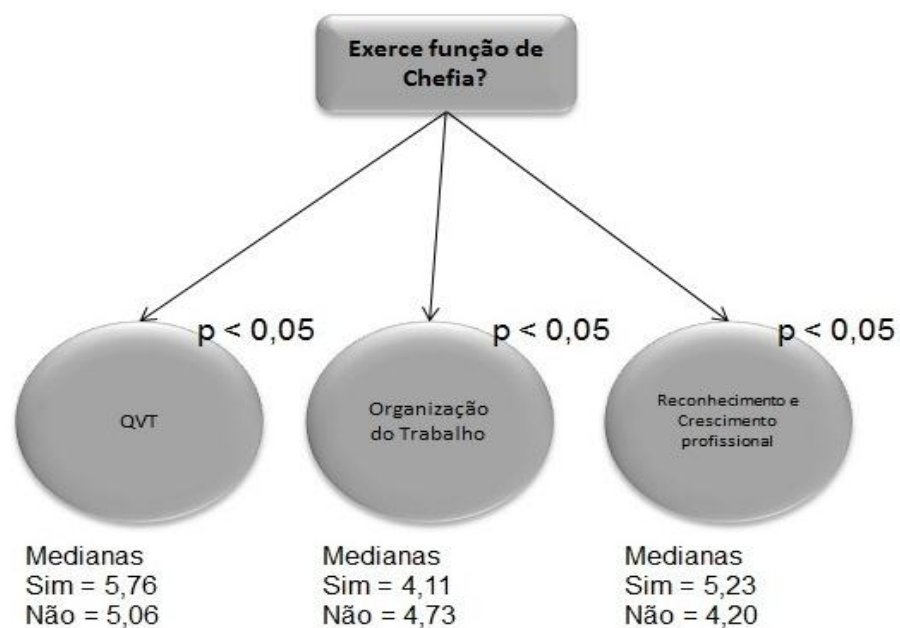 Exerce função de
Chefia?
p < 0,05
p < 0,05
p < 0,05
QVT
Organização
do Trabalho
Reconhecimento e
Crescimento
profissional
Medianas
Sim = 5,76
Não = 5,06
Medianas
Sim = 4,11
Não = 4,73
Medianas
Sim = 5,23
Não = 4,20